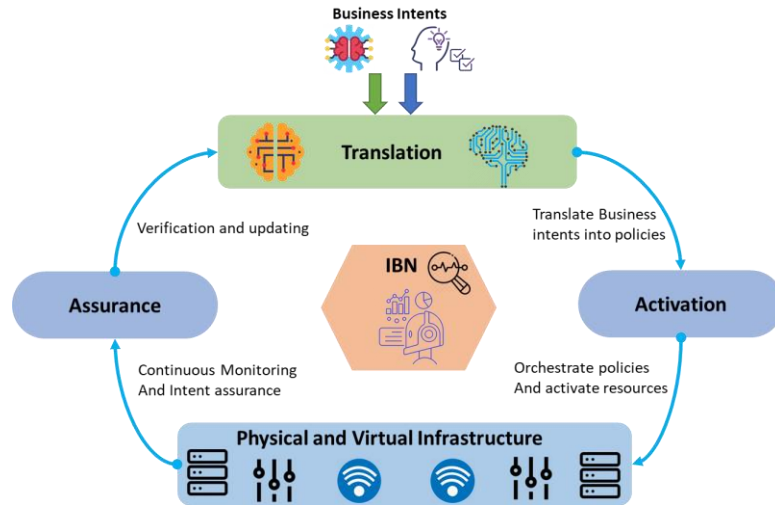 Business Intents
Translation
Verification and updating
Translate Business
intents into policies
IBN
Assurance
Activation
Continuous Monitoring
And Intent assurance
Orchestrate policies
And activate resources
Physical and Virtual Infrastructure